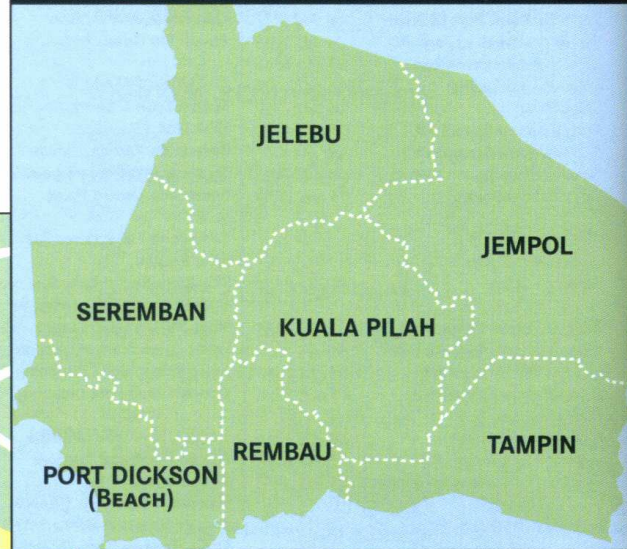 JELEBU
JEMPOL
SEREMBAN
KUALA PILAH
REMBAU
TAMPIN
PORT DICKSON
(BEACH)